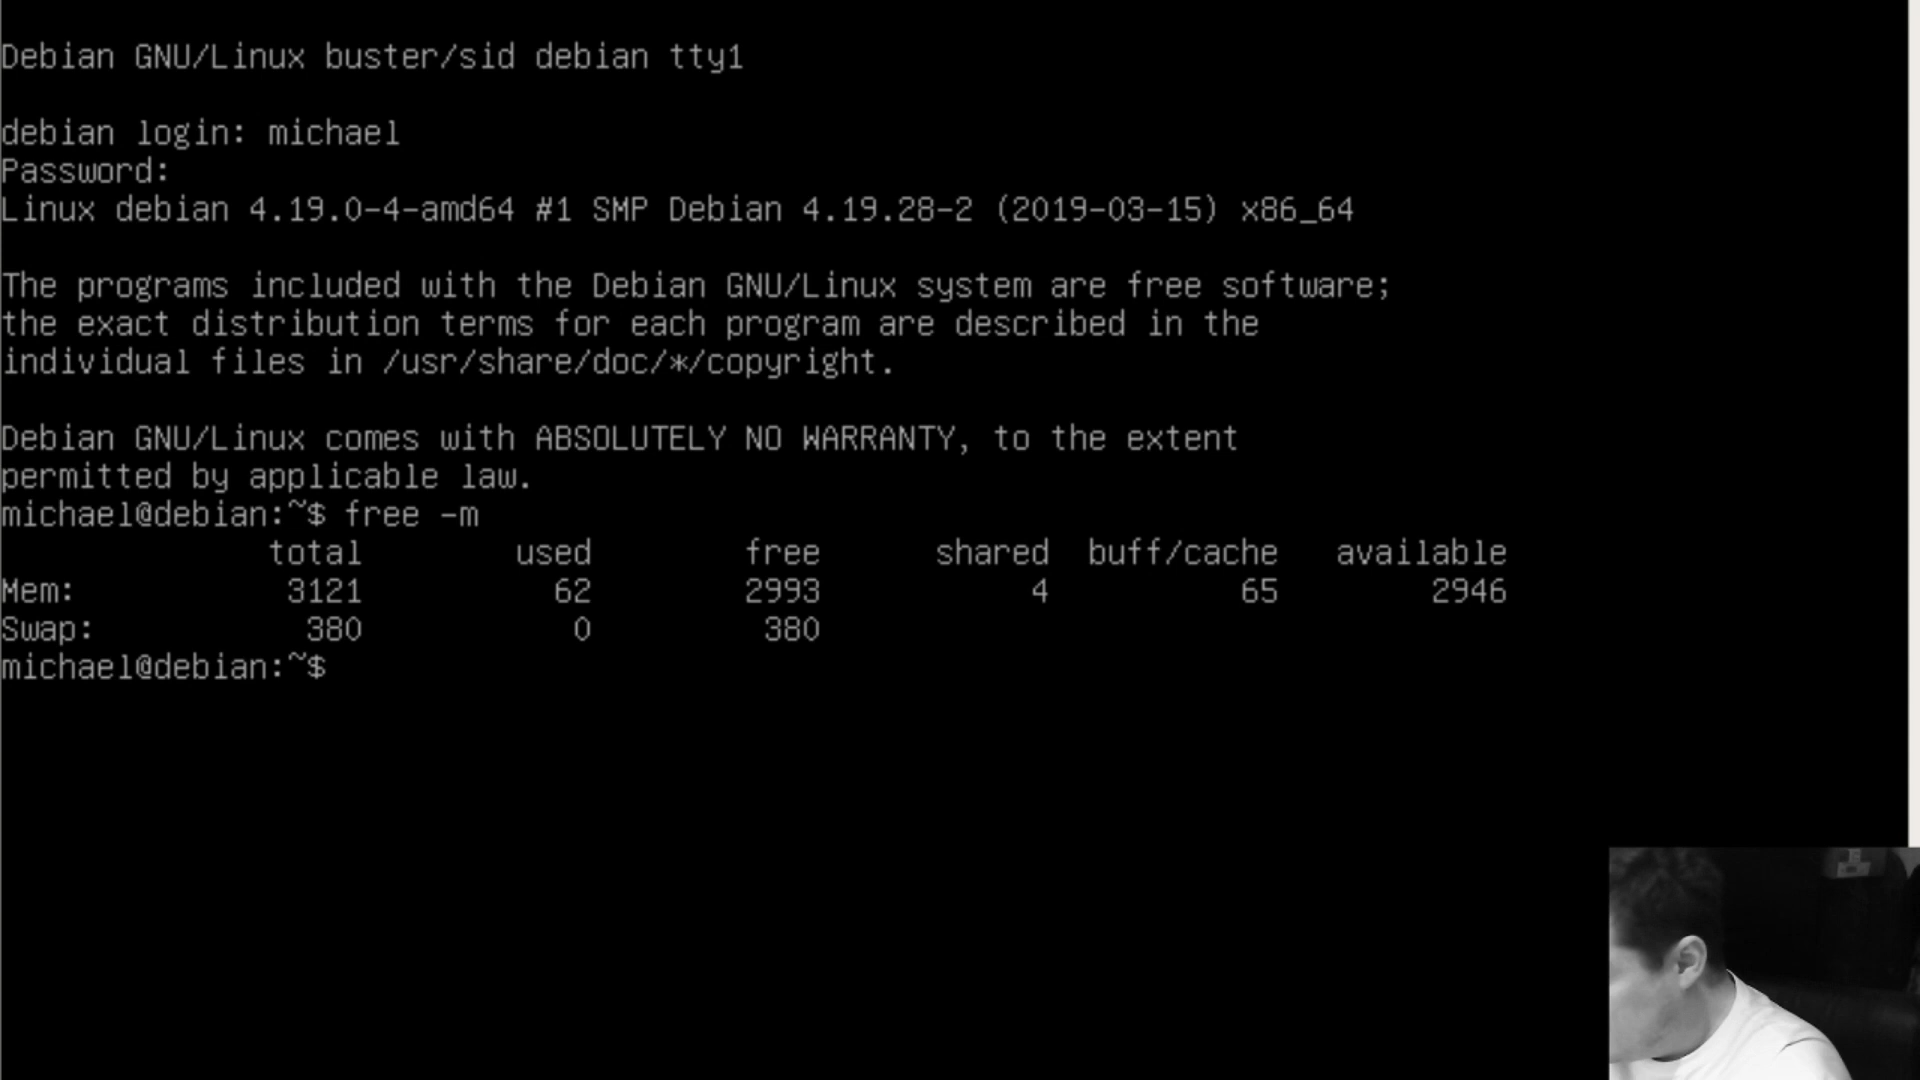 Debian GNU/Linux buster/sid debian tty1
debian login: michael
Password:
Linux debian 4.19.0-4-amd64 #1 SMP Debian 4.19.28-2 (2019-03-15) x86_64
The programs included with the Debian GNU/Linux system are free software;
the exact distribution terms for each program are described in the
individual files in /usr/share/doc/*/copyright.
Debian GNU/Linux comes with ABSOLUTELY NO WARRANTY, to the extent
permitted by applicable law.
michael@debian:~$ free -m
total used free shared buff/cache available
Mem: 3121 62 2993 4 65 2946
Swap: 380 0 380
michael@debian:~$